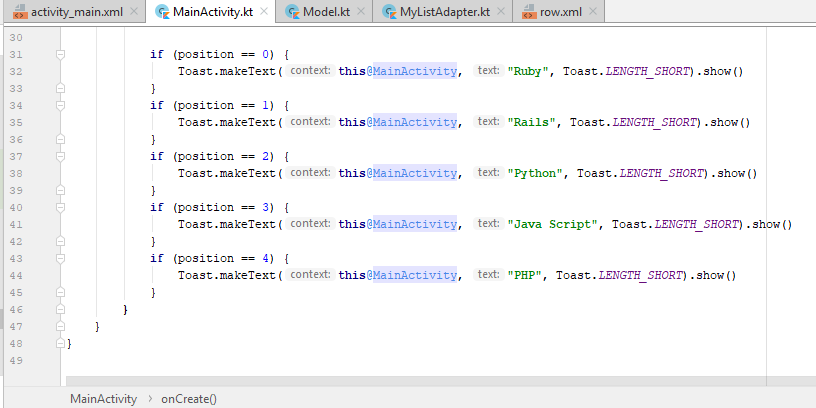 activity_main.xml MainActivity.kt Model.kt MyListAdapter.kt row.xml
30
31 if (position == 0) {
32 Toast.makeText( context: this@MainActivity, text: "Ruby", Toast.LENGTH_SHORT).show()
33 }
34 if (position == 1) {
35 Toast.makeText( context: this@MainActivity, text: "Rails", Toast.LENGTH_SHORT).show()
36 }
37 if (position == 2) {
38 Toast.makeText( context: this@MainActivity, text: "Python", Toast.LENGTH_SHORT).show()
39 }
40 if (position == 3) {
41 Toast.makeText( context: this@MainActivity, text: "Java Script", Toast.LENGTH_SHORT).show()
42 }
43 if (position == 4) {
44 Toast.makeText( context: this@MainActivity, text: "PHP", Toast.LENGTH_SHORT).show()
45 }
46 }
47 }
48 }
49
MainActivity › onCreate()